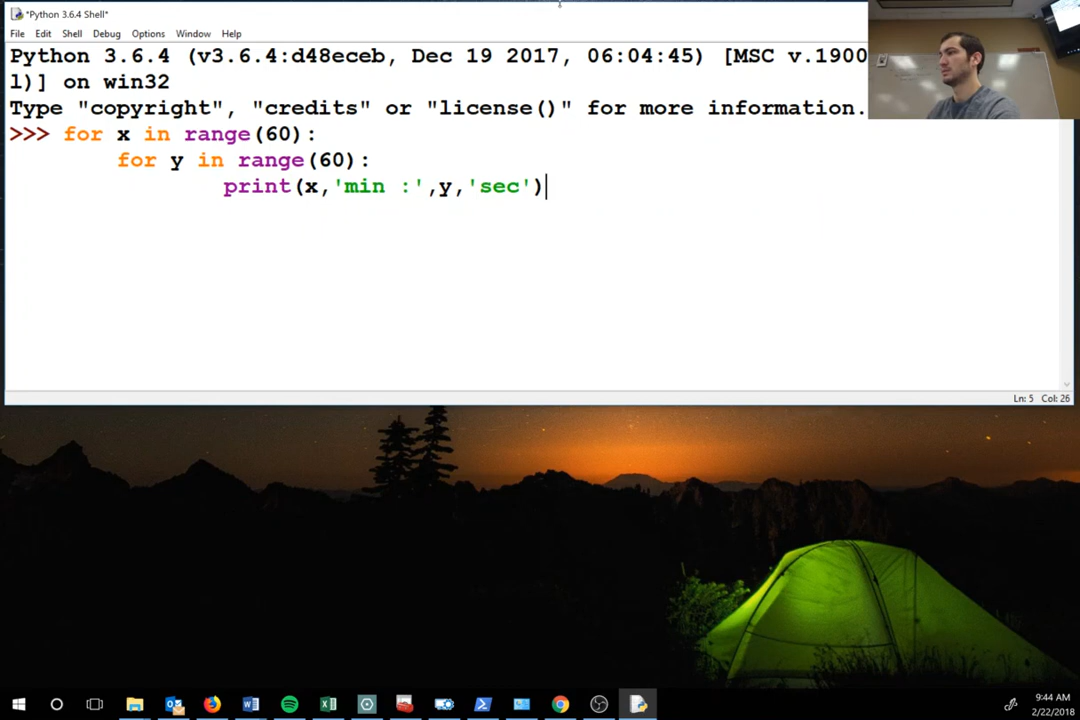 *Python 3.6.4 Shell*
File Edit Shell Debug Options Window Help
Python 3.6.4 (v3.6.4:d48eceb, Dec 19 2017, 06:04:45) [MSC v.1900
l)] on win32
Type "copyright", "credits" or "license()" for more information.
>>> for x in range(60):
for y in range(60):
print(x,'min :',y,'sec')
Ln: 5 Col: 26
9:44 AM
2/22/2018